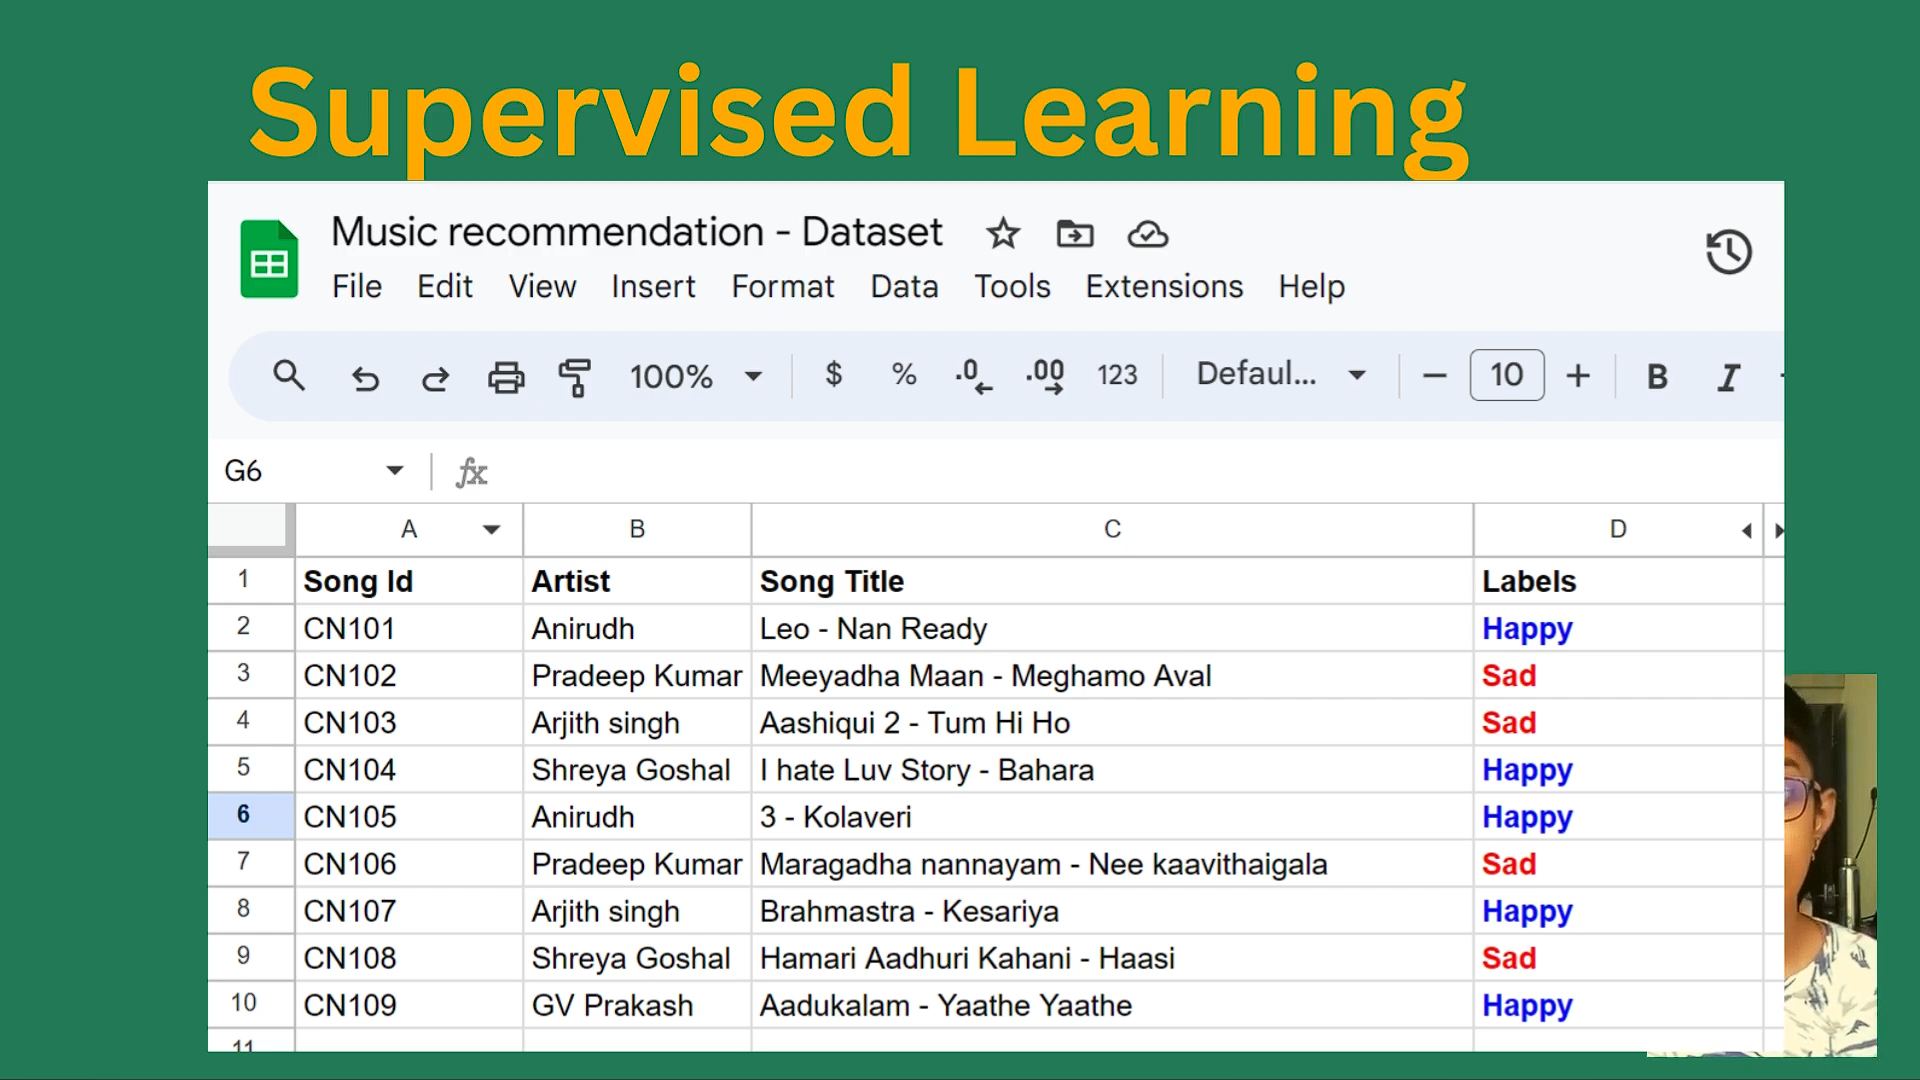 Supervised Learning
Music recommendation - Dataset
File Edit View Insert Format Data Tools Extensions Help
100% $ % .0 .00 123 Defaul... − 10 + B I
G6 fx
A B C D
1 Song Id Artist Song Title Labels
2 CN101 Anirudh Leo - Nan Ready Happy
3 CN102 Pradeep Kumar Meeyadha Maan - Meghamo Aval Sad
4 CN103 Arjith singh Aashiqui 2 - Tum Hi Ho Sad
5 CN104 Shreya Goshal I hate Luv Story - Bahara Happy
6 CN105 Anirudh 3 - Kolaveri Happy
7 CN106 Pradeep Kumar Maragadha nannayam - Nee kaavithaigala Sad
8 CN107 Arjith singh Brahmastra - Kesariya Happy
9 CN108 Shreya Goshal Hamari Aadhuri Kahani - Haasi Sad
10 CN109 GV Prakash Aadukalam - Yaathe Yaathe Happy
11